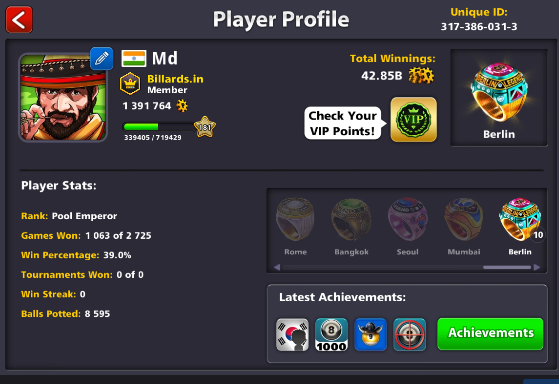 Player Profile
Unique ID:
317-386-031-3
Md
Billards.in
Member
1 391 764
161
339405 / 719429
Total Winnings:
42.85B
Check Your
VIP Points!
VIP
Berlin
Player Stats:
Rank: Pool Emperor
Games Won: 1 063 of 2 725
Win Percentage: 39.0%
Tournaments Won: 0 of 0
Win Streak: 0
Balls Potted: 8 595
10
Rome Bangkok Seoul Mumbai Berlin
Latest Achievements:
8
1000
Achievements